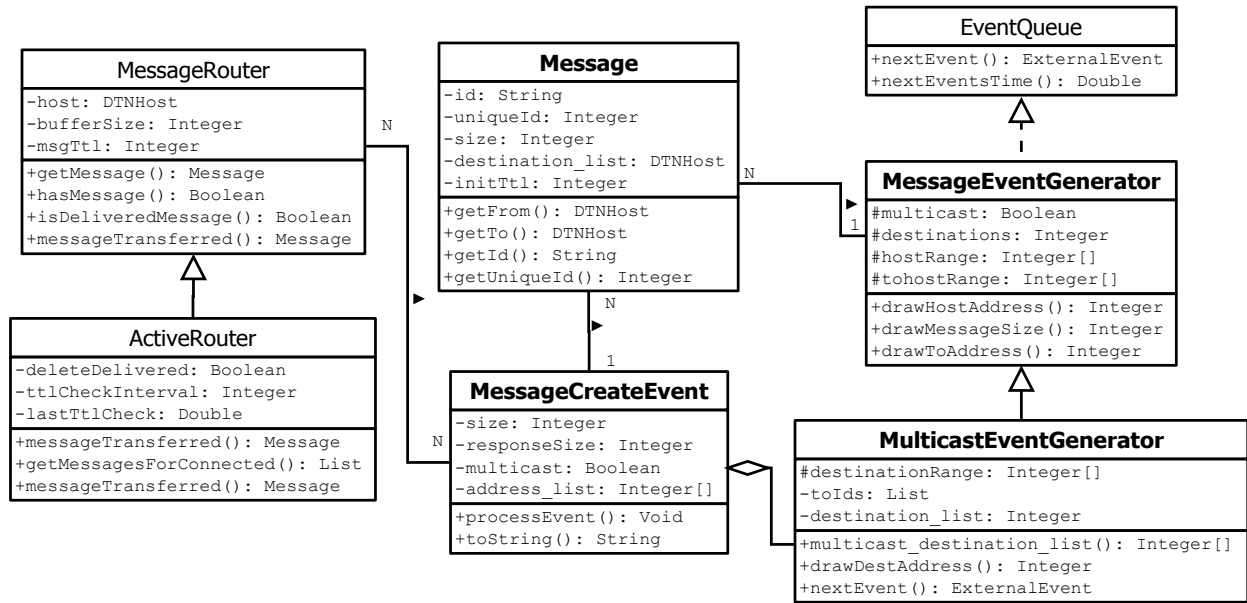 MessageRouter
-host: DTNHost
-bufferSize: Integer
-msgTtl: Integer
+getMessage(): Message
+hasMessage(): Boolean
+isDeliveredMessage(): Boolean
+messageTransferred(): Message
ActiveRouter
-deleteDelivered: Boolean
-ttlCheckInterval: Integer
-lastTtlCheck: Double
+messageTransferred(): Message
+getMessagesForConnected(): List
+messageTransferred(): Message
N
N
Message
-id: String
-uniqueId: Integer
-size: Integer
-destination_list: DTNHost
-initTtl: Integer
+getFrom(): DTNHost
+getTo(): DTNHost
+getId(): String
+getUniqueId(): Integer
N
1
MessageCreateEvent
-size: Integer
-responseSize: Integer
-multicast: Boolean
-address_list: Integer[]
+processEvent(): Void
+toString(): String
N
1
EventQueue
+nextEvent(): ExternalEvent
+nextEventsTime(): Double
MessageEventGenerator
#multicast: Boolean
#destinations: Integer
#hostRange: Integer[]
#tohostRange: Integer[]
+drawHostAddress(): Integer
+drawMessageSize(): Integer
+drawToAddress(): Integer
MulticastEventGenerator
#destinationRange: Integer[]
-toIds: List
-destination_list: Integer
+multicast_destination_list(): Integer[]
+drawDestAddress(): Integer
+nextEvent(): ExternalEvent